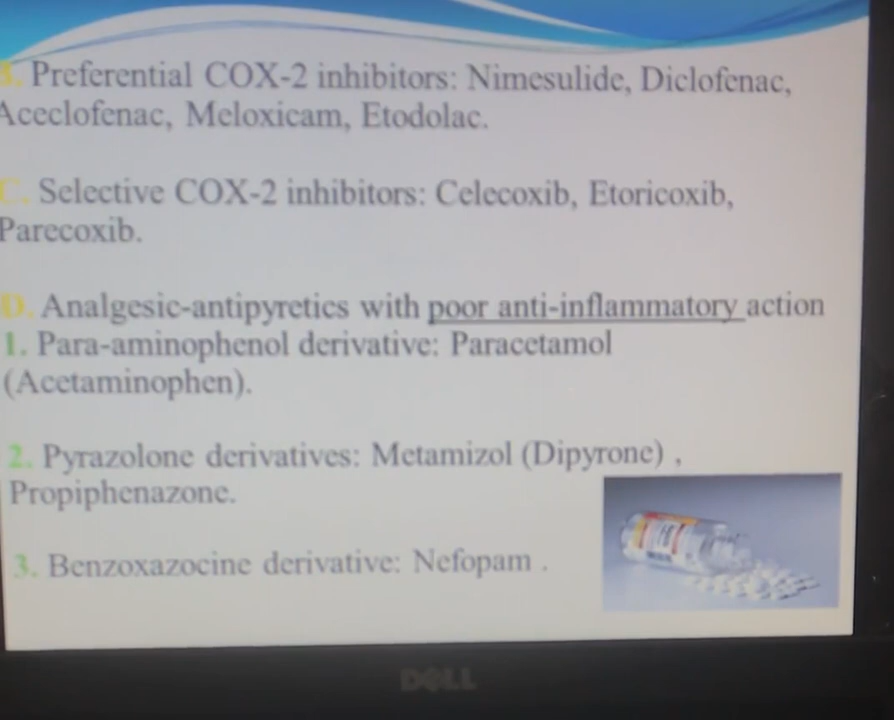 B. Preferential COX-2 inhibitors: Nimesulide, Diclofenac,
Aceclofenac, Meloxicam, Etodolac.
C. Selective COX-2 inhibitors: Celecoxib, Etoricoxib,
Parecoxib.
D. Analgesic-antipyretics with poor anti-inflammatory action
1. Para-aminophenol derivative: Paracetamol
(Acetaminophen).
2. Pyrazolone derivatives: Metamizol (Dipyrone) ,
Propiphenazone.
3. Benzoxazocine derivative: Nefopam .
DELL